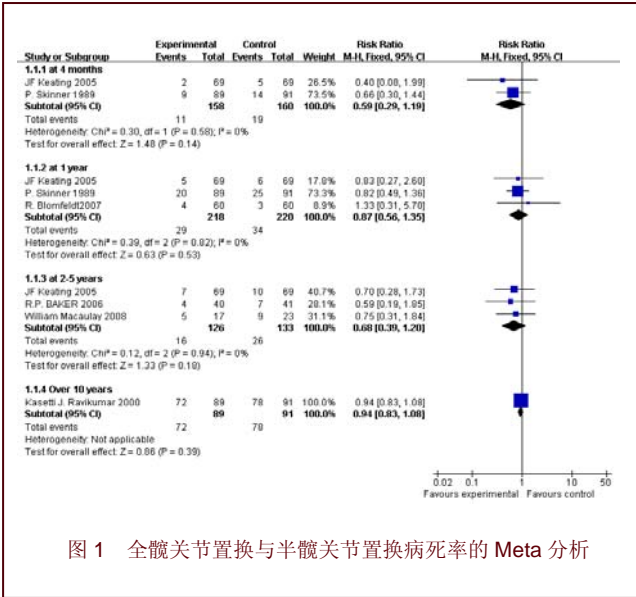 Experimental Control Risk Ratio Risk Ratio
Study or Subgroup Events Total Events Total Weight M-H, Fixed, 95% CI M-H, Fixed, 95% CI
1.1.1 at 4 months
JF Keating 2005 2 69 5 69 26.5% 0.40 [0.08, 1.99]
P. Skinner 1989 9 89 14 91 73.5% 0.66 [0.30, 1.44]
Subtotal (95% CI) 158 160 100.0% 0.59 [0.29, 1.19]
Total events 11 19
Heterogeneity: Chi² = 0.30, df = 1 (P = 0.58); I² = 0%
Test for overall effect: Z = 1.48 (P = 0.14)
1.1.2 at 1 year
JF Keating 2005 5 69 6 69 17.8% 0.83 [0.27, 2.60]
P. Skinner 1989 20 89 25 91 73.3% 0.82 [0.49, 1.36]
R. Blomfeldt2007 4 60 3 60 8.9% 1.33 [0.31, 5.70]
Subtotal (95% CI) 218 220 100.0% 0.87 [0.56, 1.35]
Total events 29 34
Heterogeneity: Chi² = 0.39, df = 2 (P = 0.82); I² = 0%
Test for overall effect: Z = 0.63 (P = 0.53)
1.1.3 at 2-5 years
JF Keating 2005 7 69 10 69 40.7% 0.70 [0.28, 1.73]
R.P. BAKER 2006 4 40 7 41 28.1% 0.59 [0.19, 1.85]
William Macaulay 2008 5 17 9 23 31.1% 0.75 [0.31, 1.84]
Subtotal (95% CI) 126 133 100.0% 0.68 [0.39, 1.20]
Total events 16 26
Heterogeneity: Chi² = 0.12, df = 2 (P = 0.94); I² = 0%
Test for overall effect: Z = 1.33 (P = 0.18)
1.1.4 Over 10 years
Kasetti J. Ravikumar 2000 72 89 78 91 100.0% 0.94 [0.83, 1.08]
Subtotal (95% CI) 89 91 100.0% 0.94 [0.83, 1.08]
Total events 72 78
Heterogeneity: Not applicable
Test for overall effect: Z = 0.86 (P = 0.39)
0.02 0.1 1 10 50
Favours experimental Favours control
图 1 全髋关节置换与半髋关节置换病死率的 Meta 分析